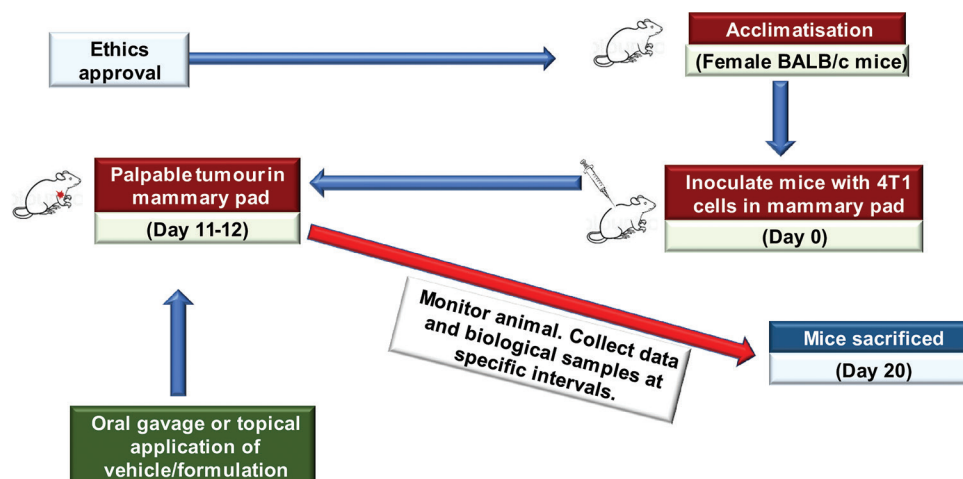 Ethics
approval
Acclimatisation
(Female BALB/c mice)
Palpable tumour in
mammary pad
(Day 11-12)
Inoculate mice with 4T1
cells in mammary pad
(Day 0)
Monitor animal. Collect data
and biological samples at
specific intervals.
Mice sacrificed
(Day 20)
Oral gavage or topical
application of
vehicle/formulation